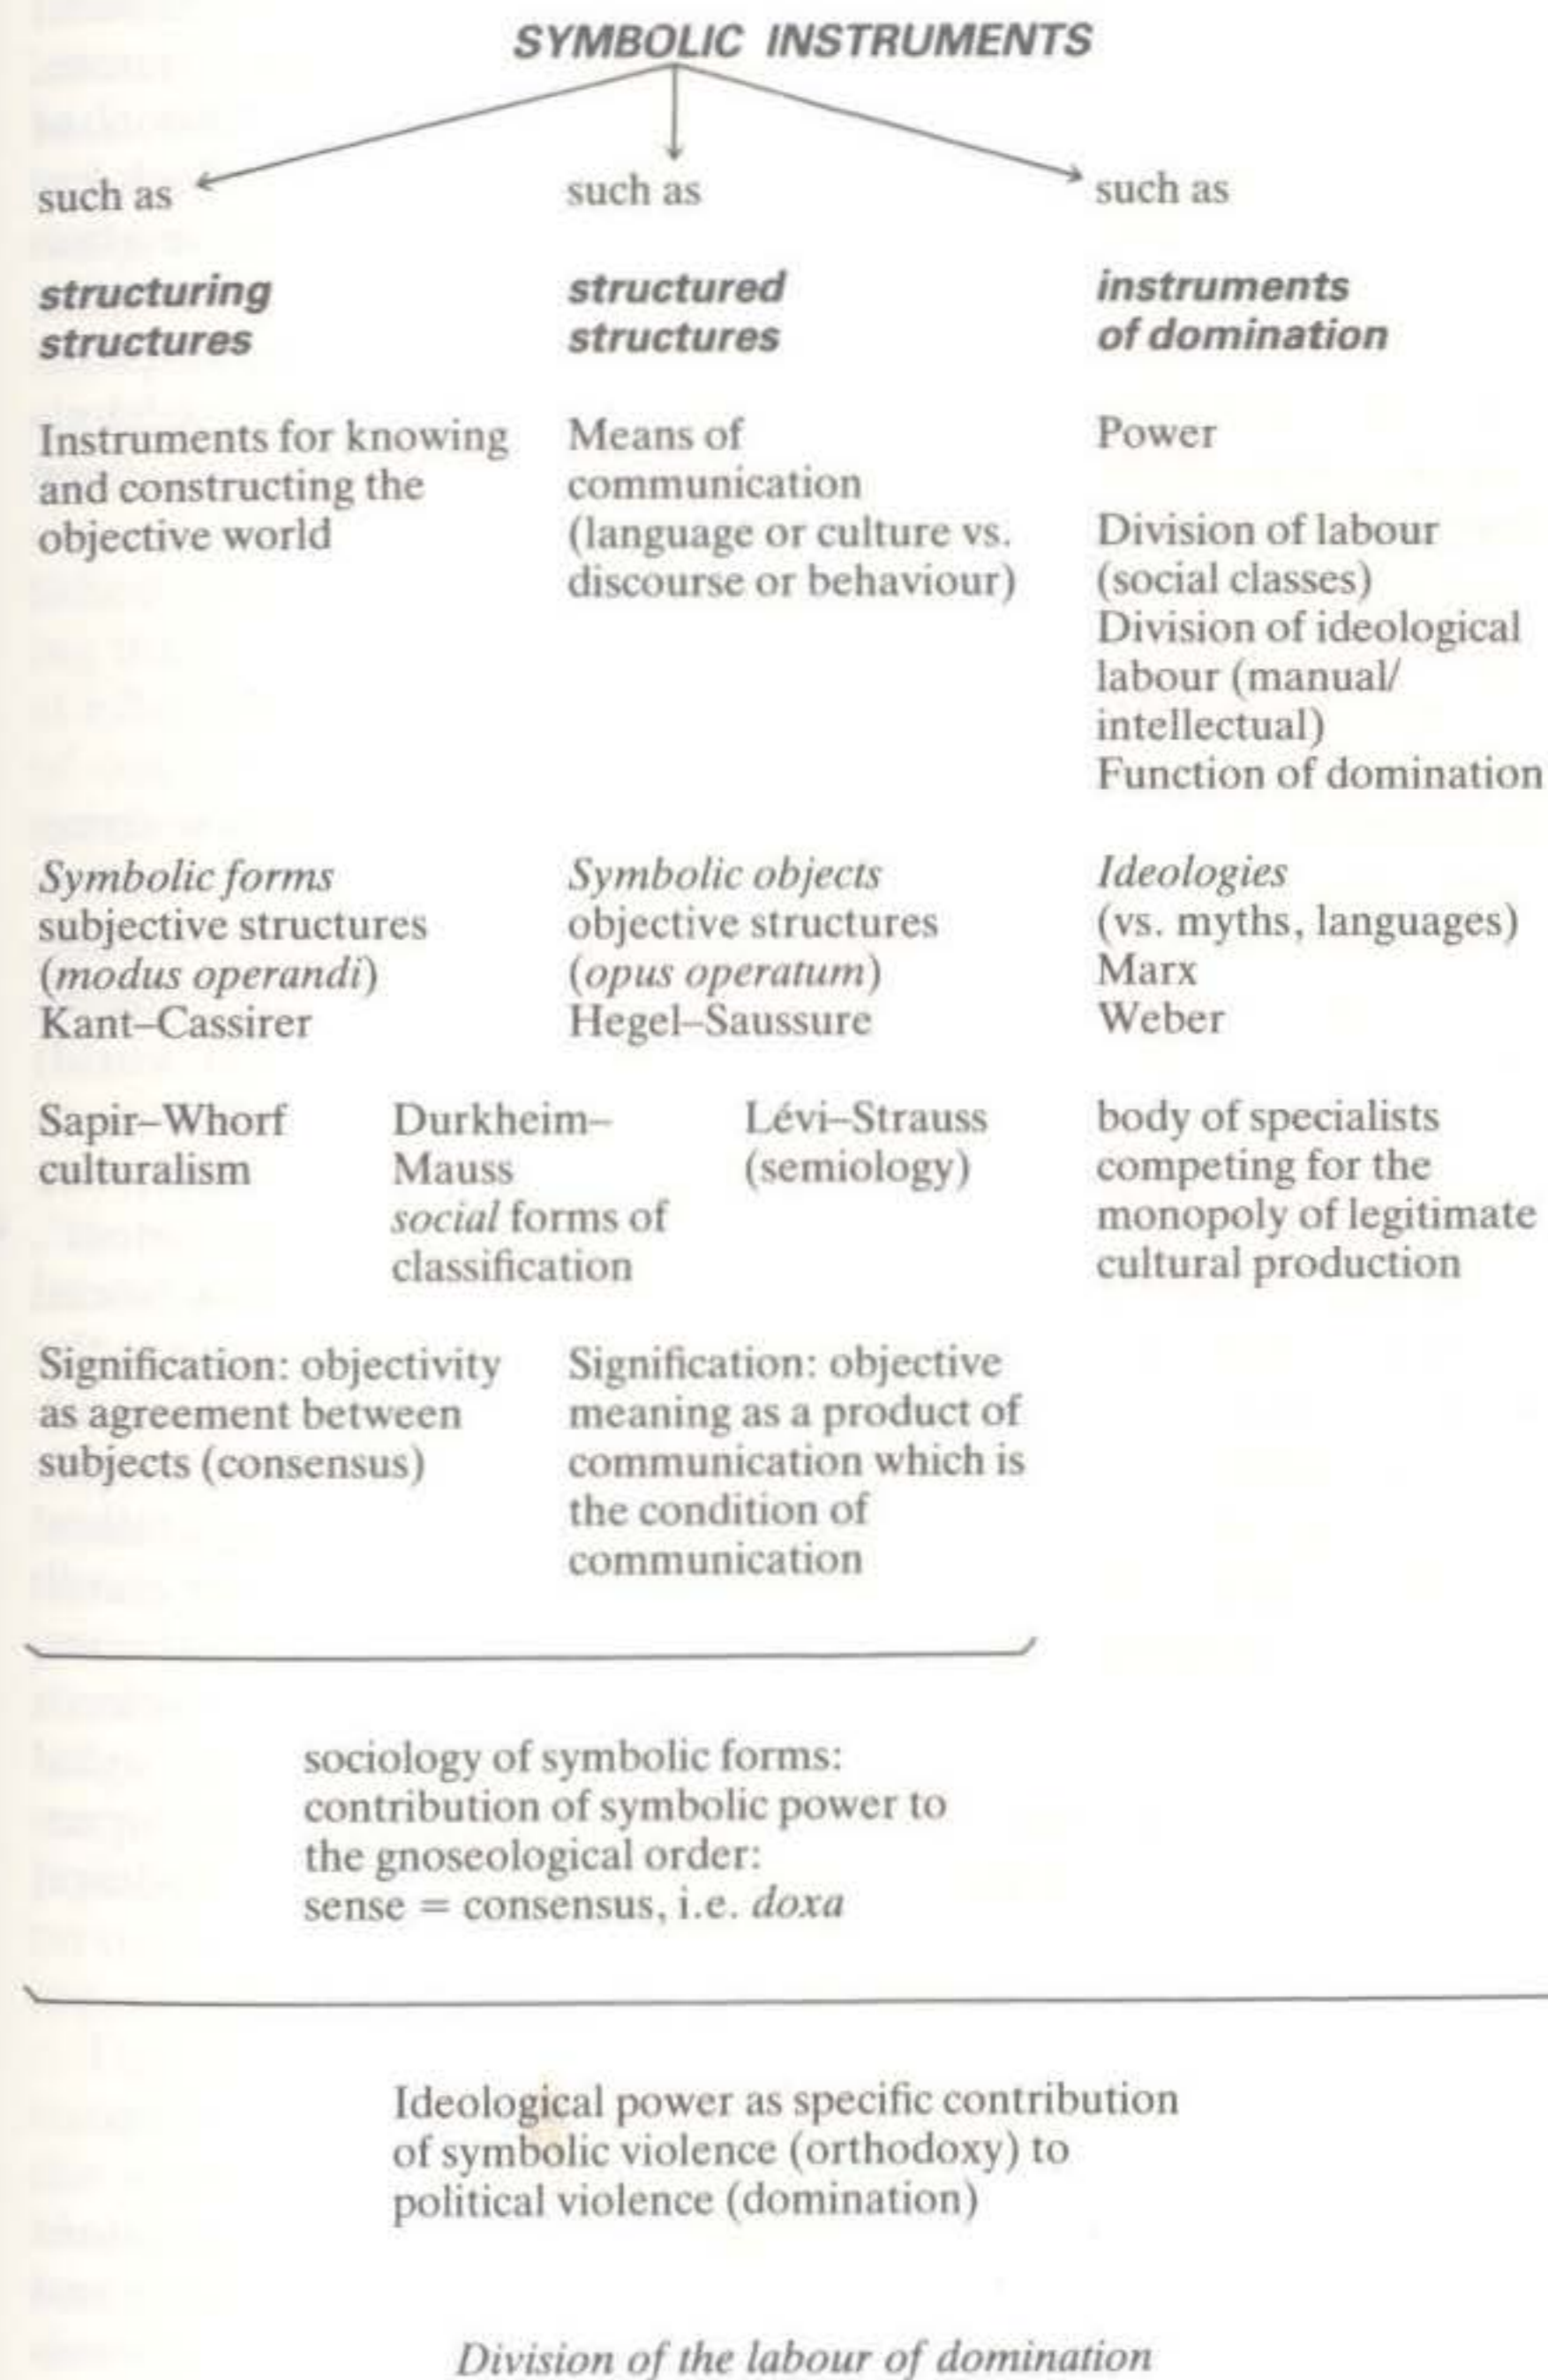 SYMBOLIC INSTRUMENTS
such as
such as
such as
structuring
structures
structured
structures
instruments
of domination
Instruments for knowing
and constructing the
objective world
Means of
communication
(language or culture vs.
discourse or behaviour)
Power
Division of labour
(social classes)
Division of ideological
labour (manual/
intellectual)
Function of domination
Symbolic forms
subjective structures
(modus operandi)
Kant–Cassirer
Symbolic objects
objective structures
(opus operatum)
Hegel–Saussure
Ideologies
(vs. myths, languages)
Marx
Weber
Sapir–Whorf
culturalism
Durkheim–
Mauss
social forms of
classification
Lévi–Strauss
(semiology)
body of specialists
competing for the
monopoly of legitimate
cultural production
Signification: objectivity
as agreement between
subjects (consensus)
Signification: objective
meaning as a product of
communication which is
the condition of
communication
sociology of symbolic forms:
contribution of symbolic power to
the gnoseological order:
sense = consensus, i.e. doxa
Ideological power as specific contribution
of symbolic violence (orthodoxy) to
political violence (domination)
Division of the labour of domination